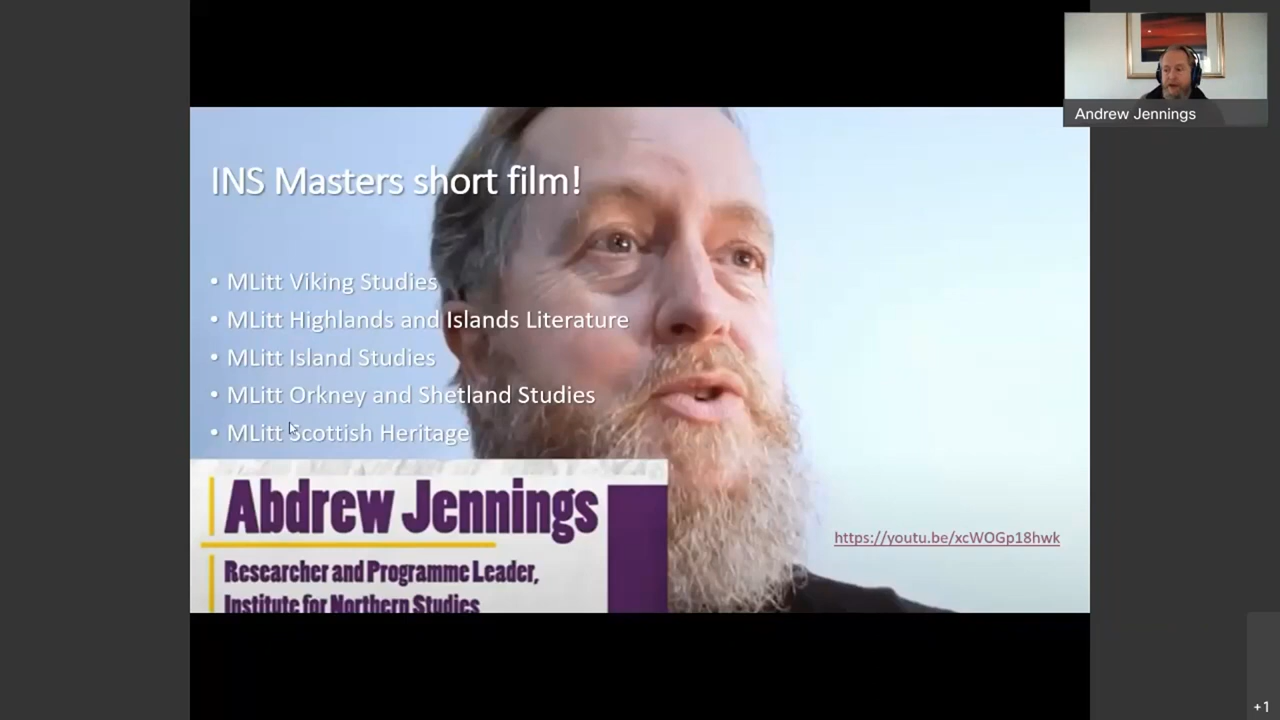 Andrew Jennings
INS Masters short film!
• MLitt Viking Studies
• MLitt Highlands and Islands Literature
• MLitt Island Studies
• MLitt Orkney and Shetland Studies
• MLitt Scottish Heritage
Abdrew Jennings
Researcher and Programme Leader,
Institute for Northern Studies
https://youtu.be/xcWOGp18hwk
+1